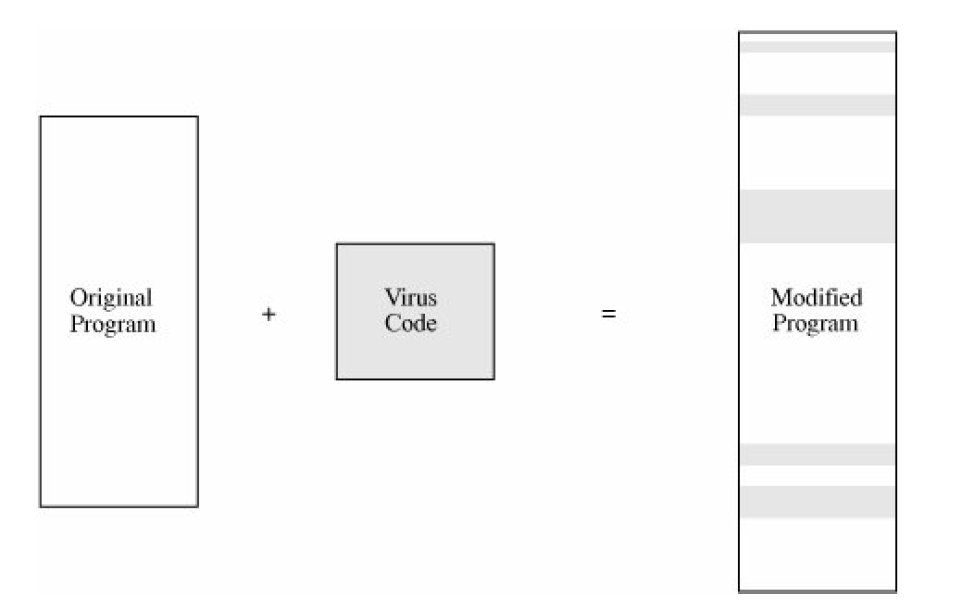 Original
Program
+
Virus
Code
=
Modified
Program